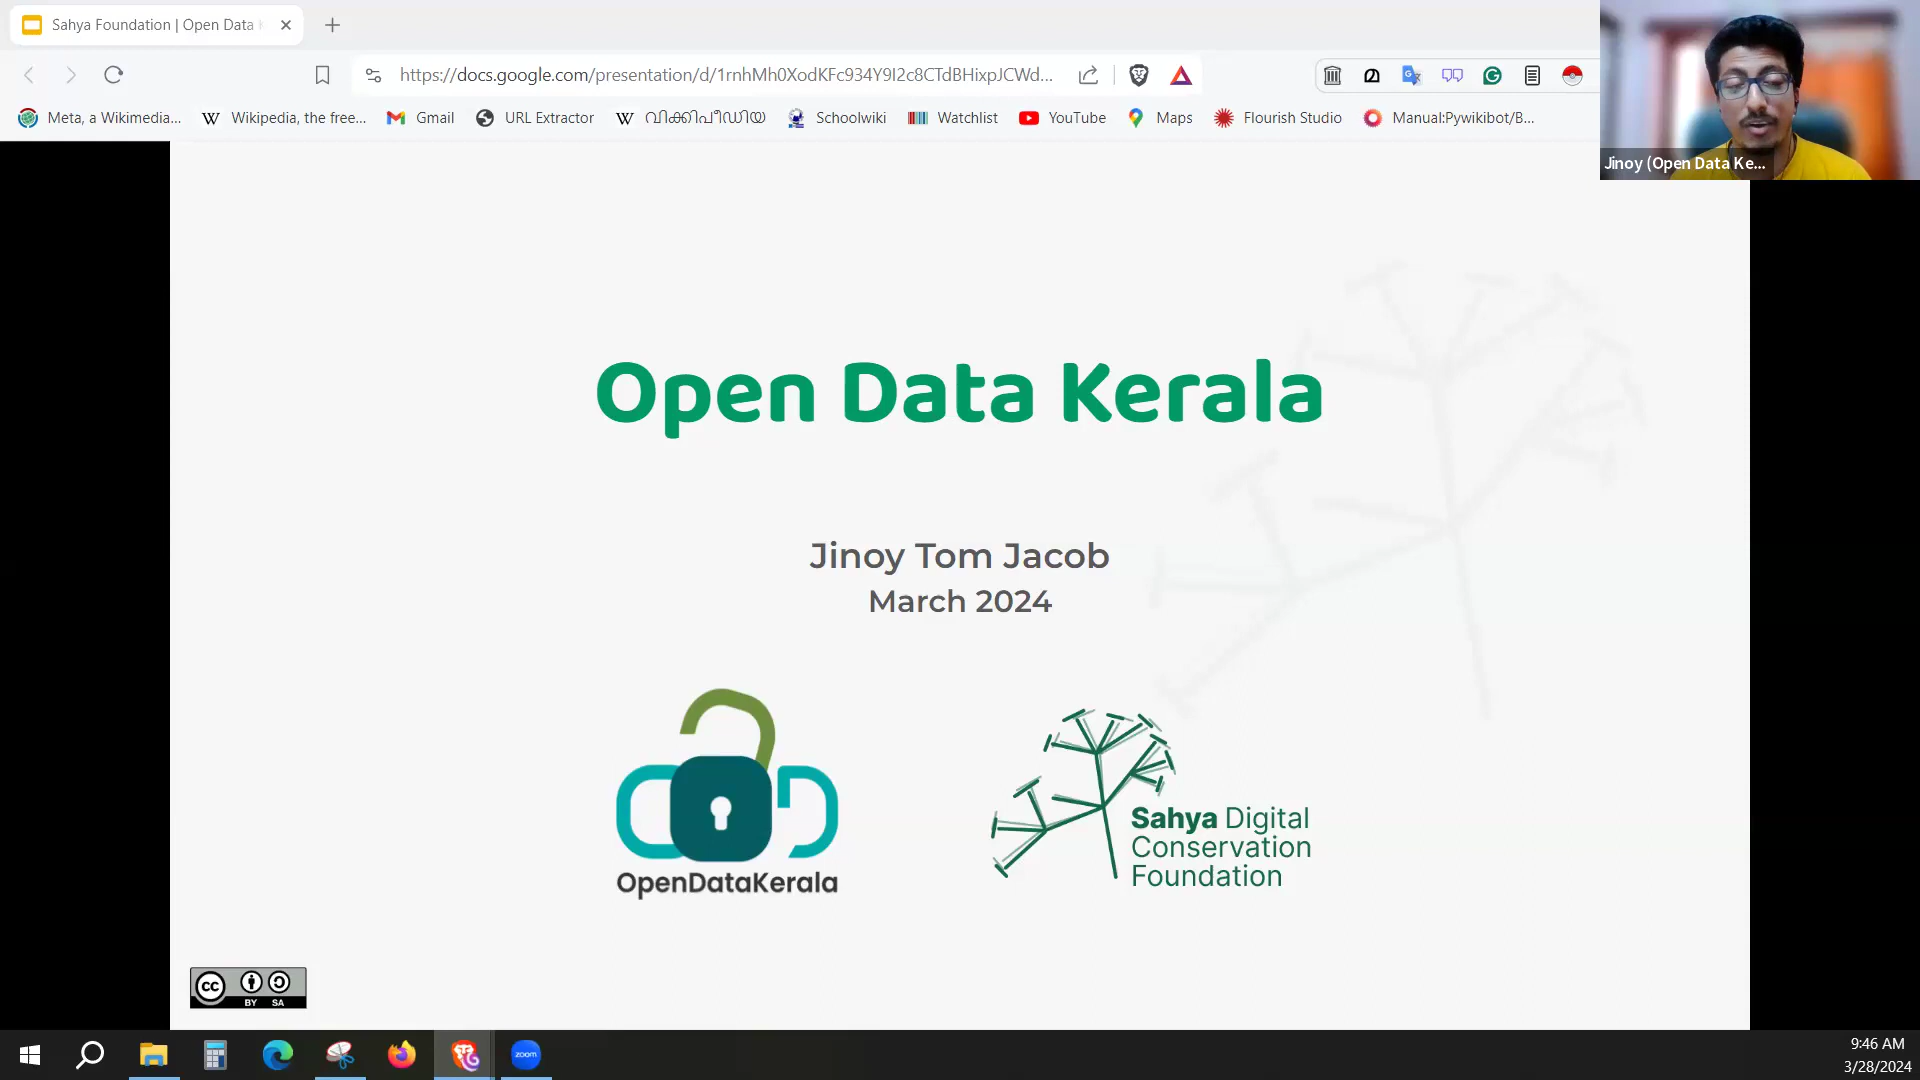 Sahya Foundation | Open Data
https://docs.google.com/presentation/d/1rnhMh0XodKFc934Y9I2c8CTdBHixpJCWd...
Meta, a Wikimedia... Wikipedia, the free... Gmail URL Extractor വിക്കിപീഡിയ Schoolwiki Watchlist YouTube Maps Flourish Studio Manual:Pywikibot/B...
Jinoy (Open Data Ke...
Open Data Kerala
Jinoy Tom Jacob
March 2024
OpenDataKerala
Sahya Digital
Conservation
Foundation
cc
BY SA
zoom
9:46 AM
3/28/2024